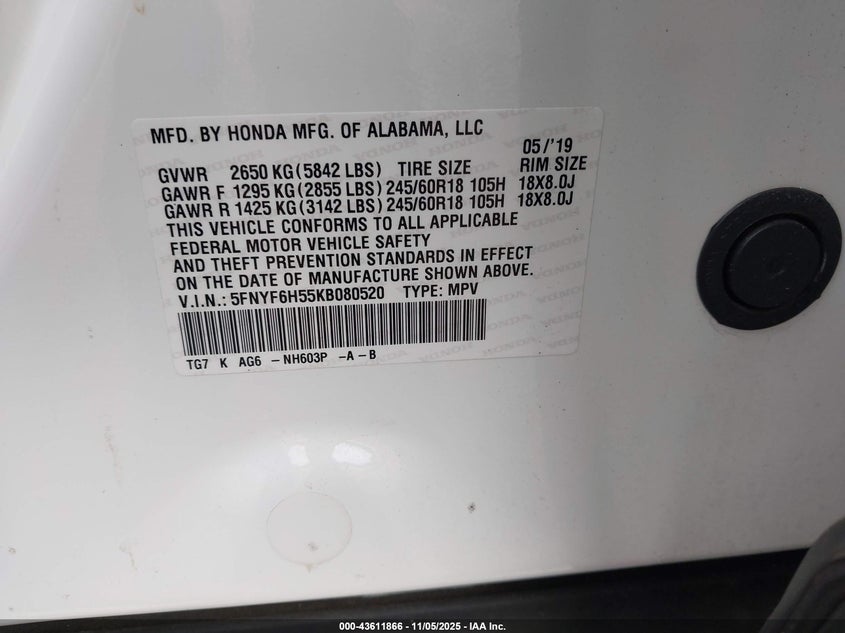 MFD. BY HONDA MFG. OF ALABAMA, LLC
05/'19
GVWR 2650 KG(5842 LBS) TIRE SIZE RIM SIZE
GAWR F 1295 KG(2855 LBS) 245/60R18 105H 18X8.0J
GAWR R 1425 KG(3142 LBS) 245/60R18 105H 18X8.0J
THIS VEHICLE CONFORMS TO ALL APPLICABLE
FEDERAL MOTOR VEHICLE SAFETY
AND THEFT PREVENTION STANDARDS IN EFFECT
ON THE DATE OF MANUFACTURE SHOWN ABOVE.
V.I.N.: 5FNYF6H55KB080520 TYPE: MPV
TG7 K AG6 -NH603P -A-B
000-43611866 - 11/05/2025 - IAA Inc.